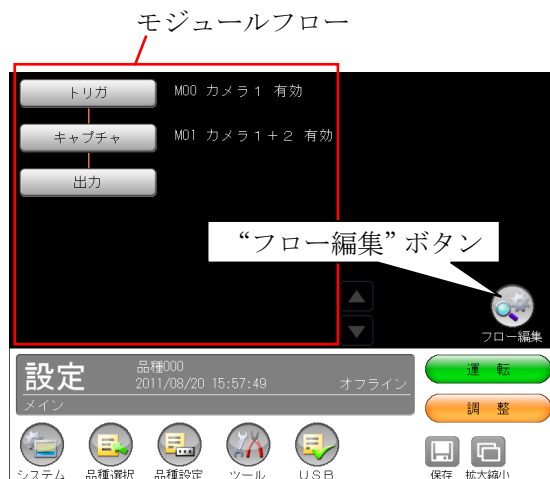 モジュールフロー
トリガ M00 カメラ１ 有効
キャプチャ M01 カメラ１＋２ 有効
出力
“フロー編集” ボタン
フロー編集
設定 品種000
2011/08/20 15:57:49 オフライン
メイン
運 転
調 整
システム 品種選択 品種設定 ツール ＵＳＢ 保存 拡大縮小